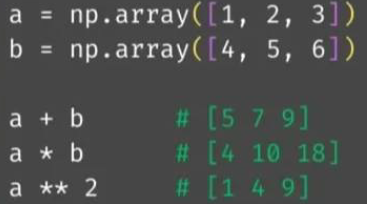 a = np.array([1, 2, 3])
b = np.array([4, 5, 6])
a + b # [5 7 9]
a * b # [4 10 18]
a ** 2 # [1 4 9]